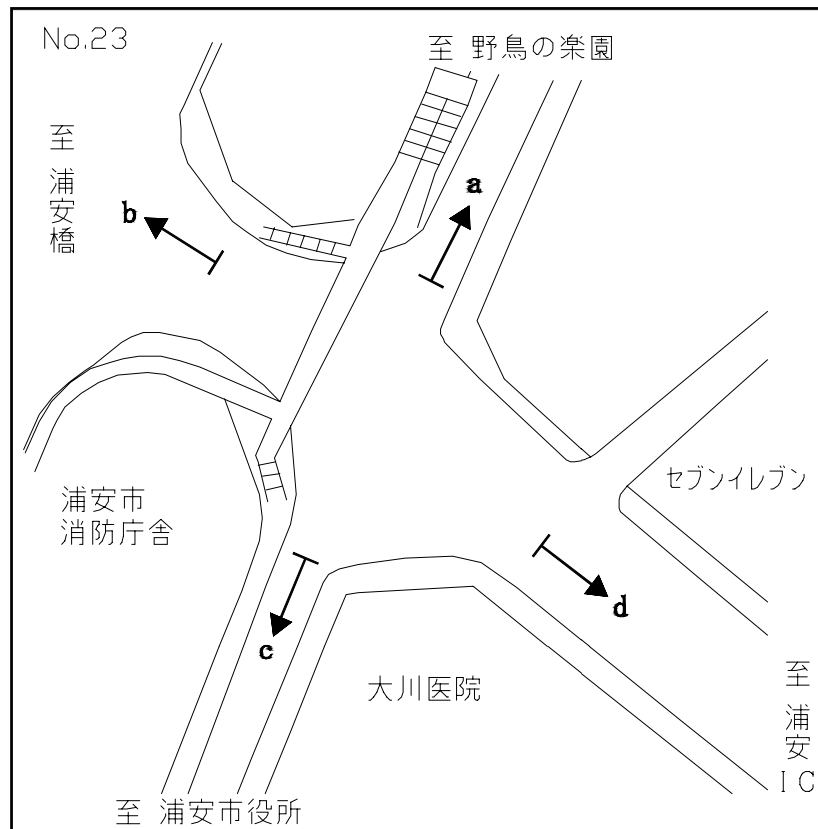 No.23
至 野鳥の楽園
至 浦安橋
a
b
セブンイレブン
浦安市
消防庁舎
d
c
大川医院
至 浦安IC
至 浦安市役所